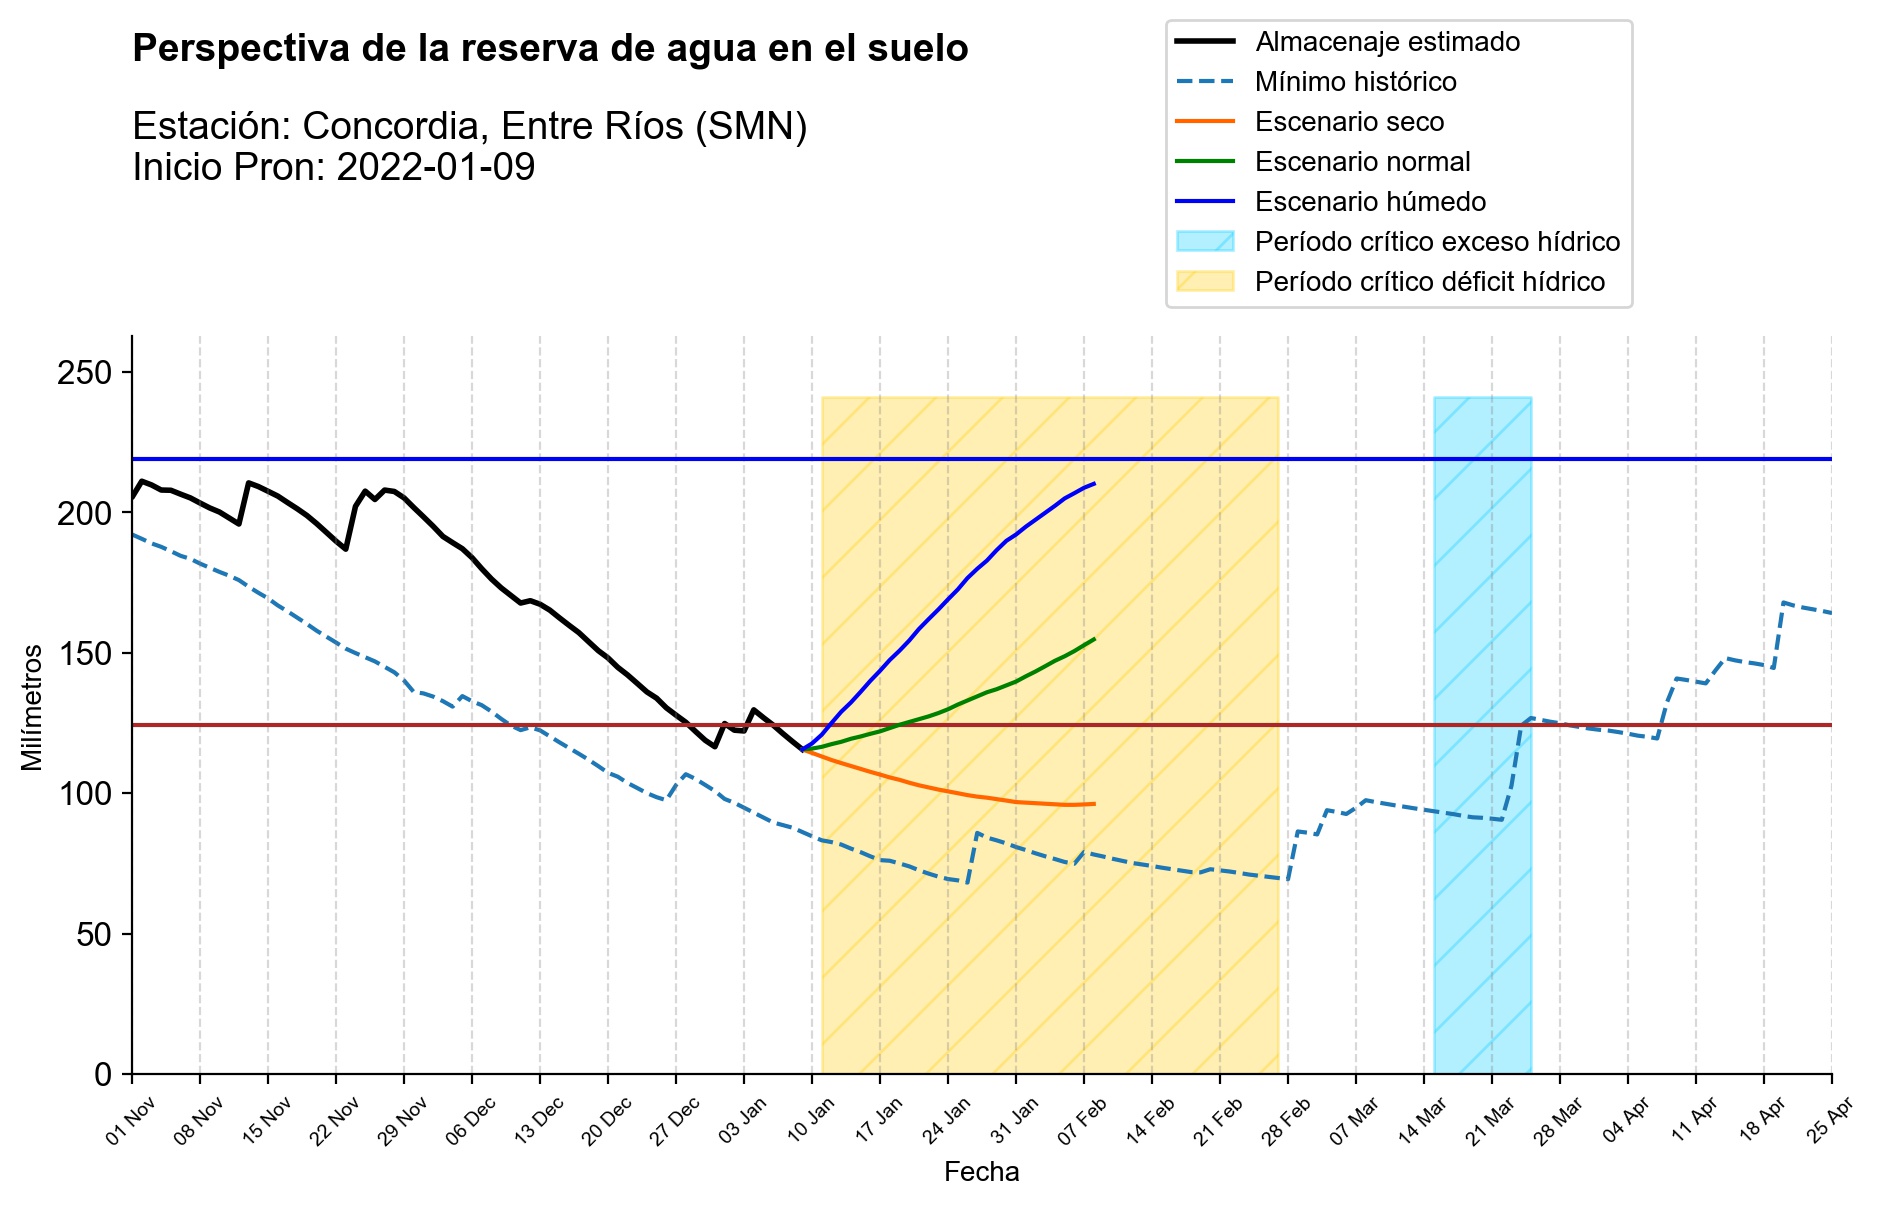 Perspectiva de la reserva de agua en el suelo
Estación: Concordia, Entre Ríos (SMN)
Inicio Pron: 2022-01-09
Almacenaje estimado
Mínimo histórico
Escenario seco
Escenario normal
Escenario húmedo
Período crítico exceso hídrico
Período crítico déficit hídrico
Milímetros
250
200
150
100
50
0
01 Nov
08 Nov
15 Nov
22 Nov
29 Nov
06 Dec
13 Dec
20 Dec
27 Dec
03 Jan
10 Jan
17 Jan
24 Jan
31 Jan
07 Feb
14 Feb
21 Feb
28 Feb
07 Mar
14 Mar
21 Mar
28 Mar
04 Apr
11 Apr
18 Apr
25 Apr
Fecha